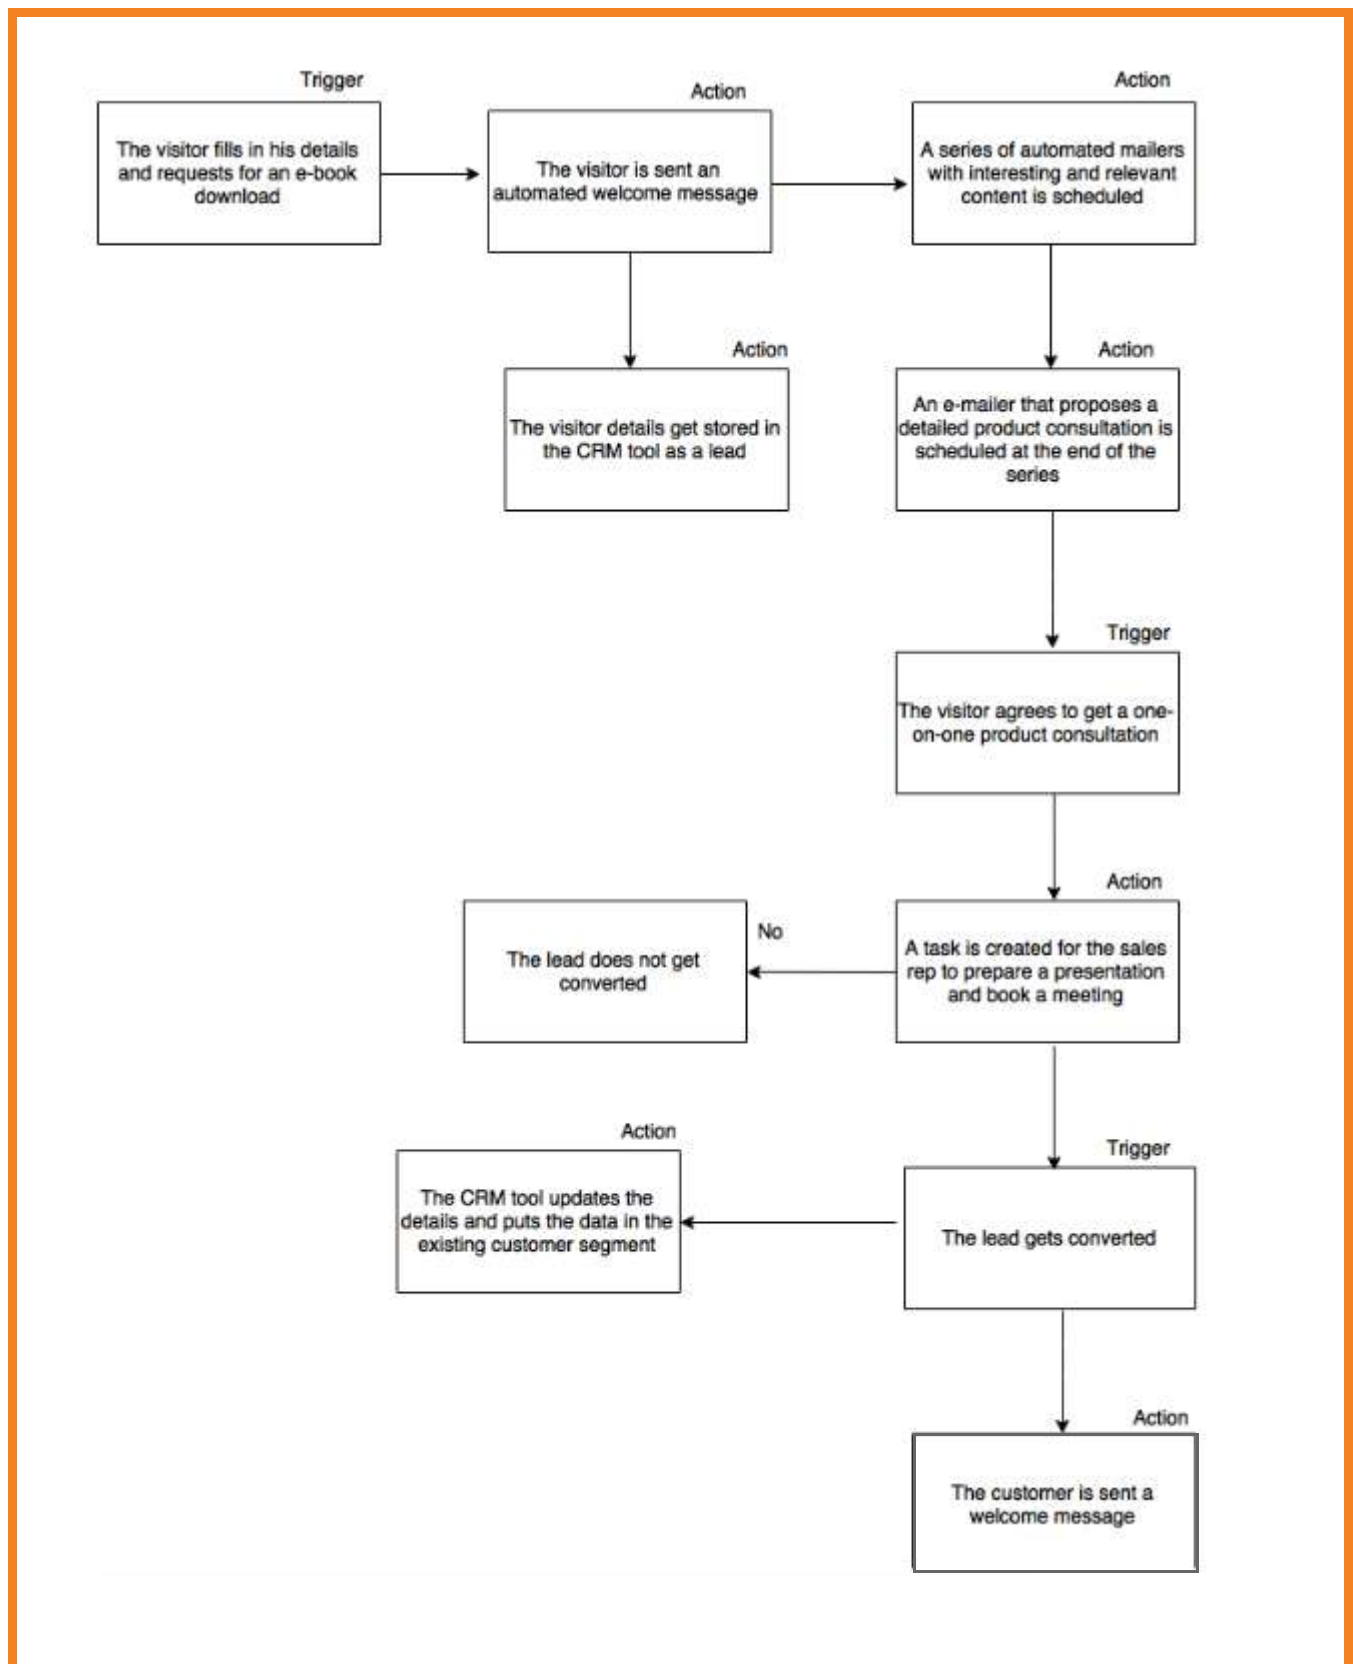 Trigger
The visitor fills in his details
and requests for an e-book
download
Action
The visitor is sent an
automated welcome message
Action
A series of automated mailers
with interesting and relevant
content is scheduled
Action
The visitor details get stored in
the CRM tool as a lead
Action
An e-mailer that proposes a
detailed product consultation is
scheduled at the end of the
series
Trigger
The visitor agrees to get a one-
on-one product consultation
Action
A task is created for the sales
rep to prepare a presentation
and book a meeting
No
The lead does not get
converted
Trigger
The lead gets converted
Action
The CRM tool updates the
details and puts the data in the
existing customer segment
Action
The customer is sent a
welcome message